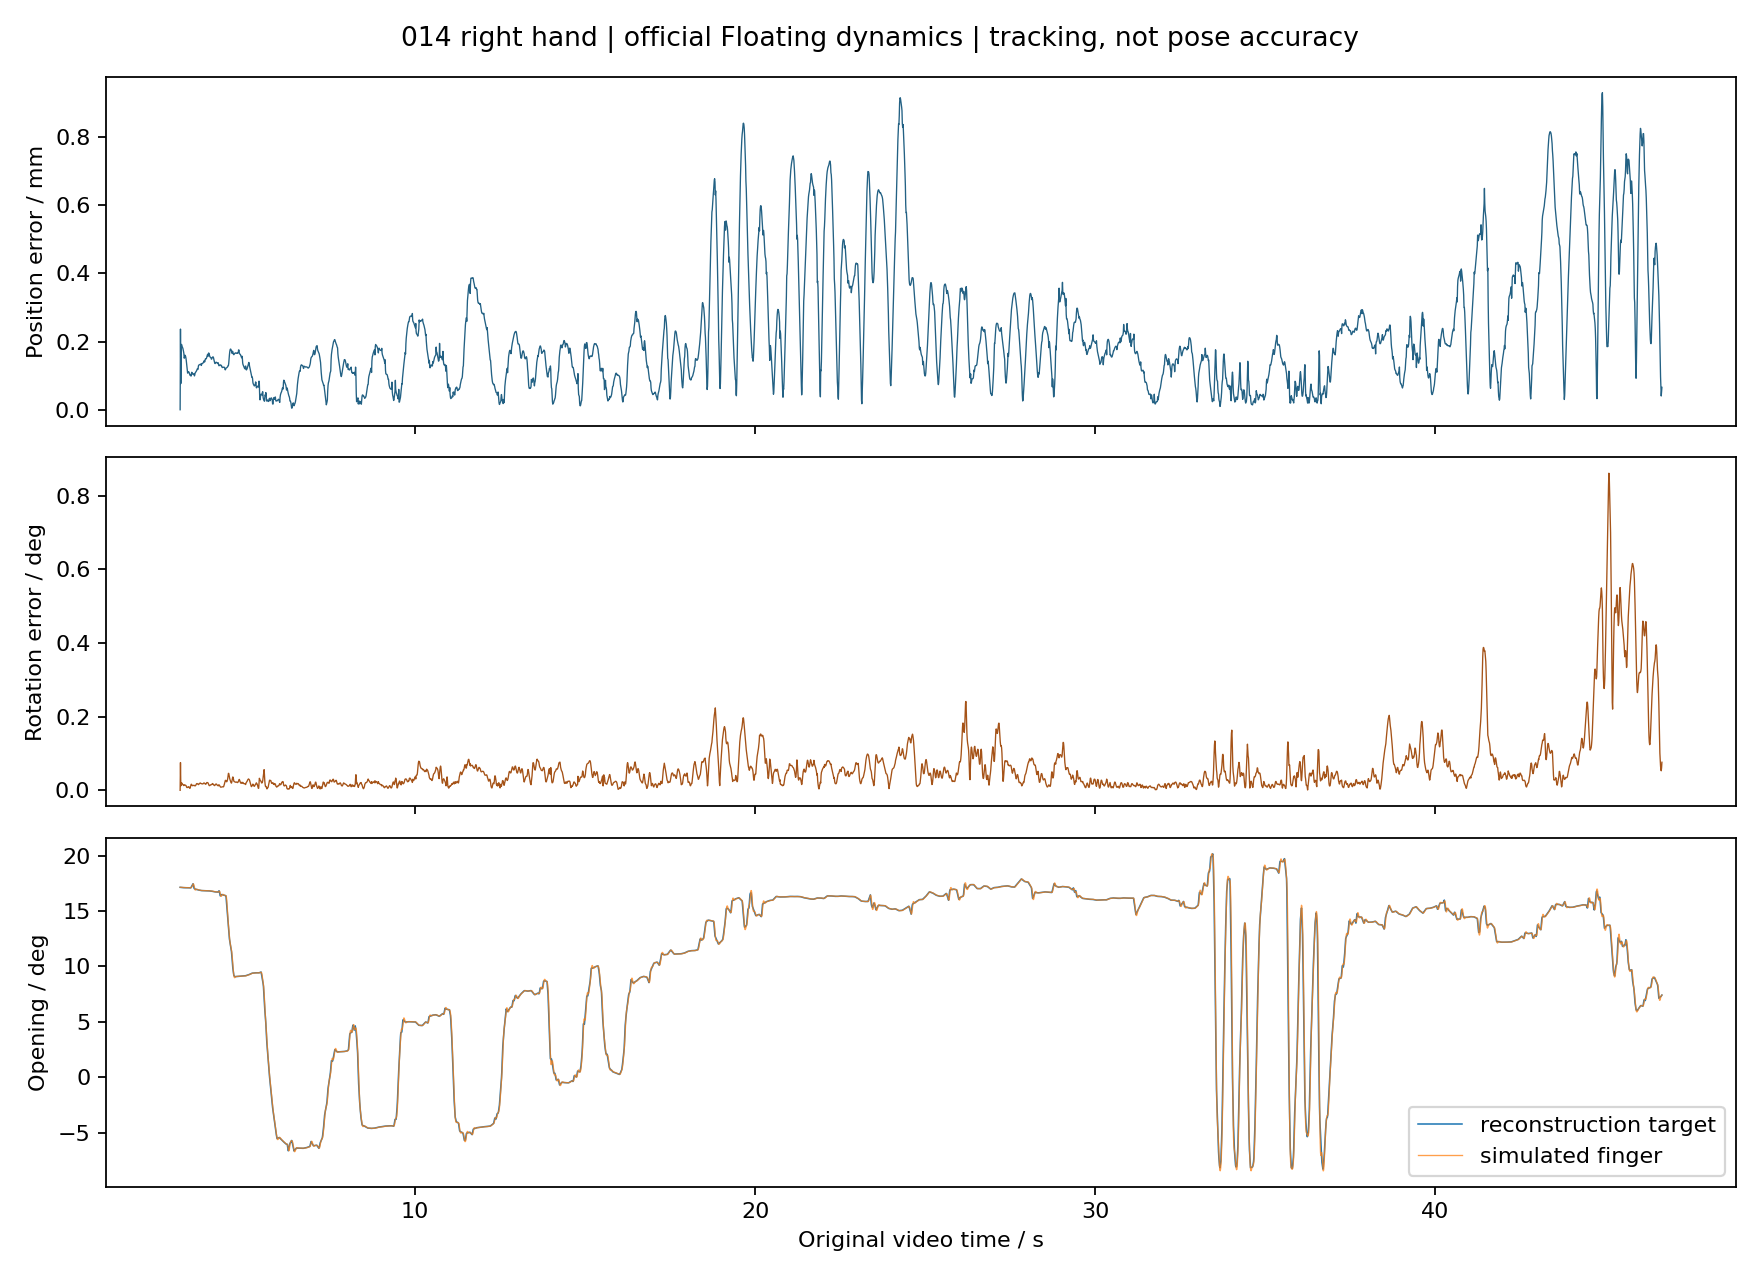 014 right hand | official Floating dynamics | tracking, not pose accuracy
Position error / mm
0.8
0.6
0.4
0.2
0.0
Rotation error / deg
0.8
0.6
0.4
0.2
0.0
Opening / deg
20
15
10
5
0
−5
reconstruction target
simulated finger
10
20
30
40
Original video time / s